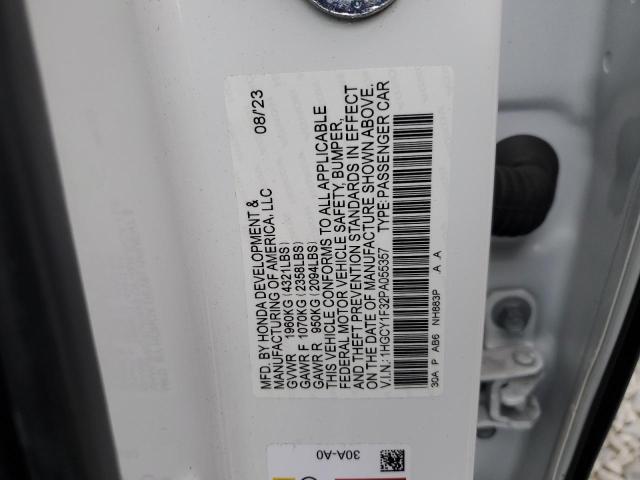 MFD. BY HONDA DEVELOPMENT & 08/'23
MANUFACTURING OF AMERICA, LLC
GVWR 1960KG (4321LBS)
GAWR F 1070KG (2358LBS)
GAWR R 950KG (2094LBS)
THIS VEHICLE CONFORMS TO ALL APPLICABLE
FEDERAL MOTOR VEHICLE SAFETY, BUMPER,
AND THEFT PREVENTION STANDARDS IN EFFECT
ON THE DATE OF MANUFACTURE SHOWN ABOVE.
V.I.N.: 1HGCY1F32PA055357 TYPE: PASSENGER CAR
30A P AB6 NH883P A A
30A-A0